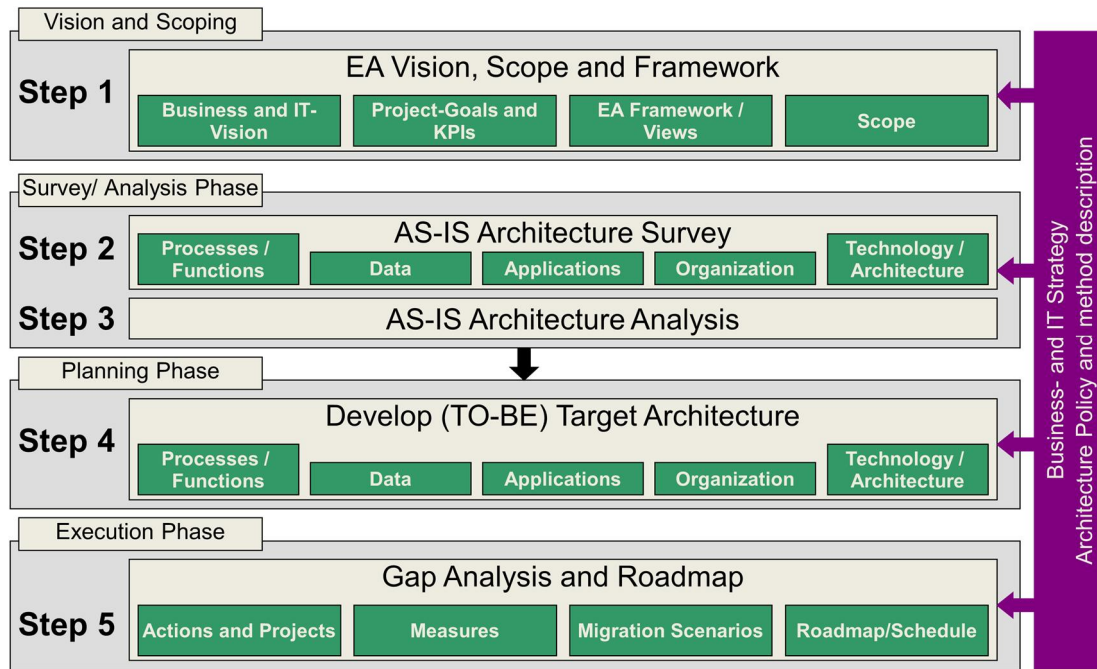 Vision and Scoping
Step 1
EA Vision, Scope and Framework
Business and IT-
Vision
Project-Goals and
KPIs
EA Framework /
Views
Scope
Survey/ Analysis Phase
Step 2
AS-IS Architecture Survey
Processes /
Functions
Data
Applications
Organization
Technology /
Architecture
Step 3
AS-IS Architecture Analysis
Planning Phase
Step 4
Develop (TO-BE) Target Architecture
Processes /
Functions
Data
Applications
Organization
Technology /
Architecture
Execution Phase
Step 5
Gap Analysis and Roadmap
Actions and Projects
Measures
Migration Scenarios
Roadmap/Schedule
Business- and IT Strategy
Architecture Policy and method description